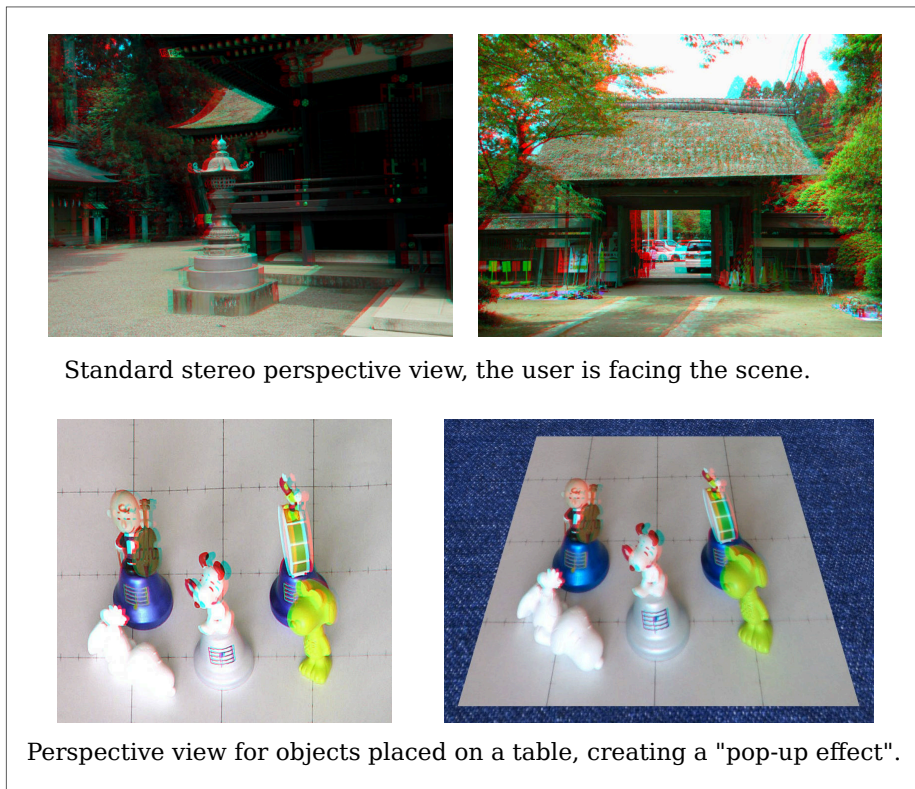 Standard stereo perspective view, the user is facing the scene.
Perspective view for objects placed on a table, creating a "pop-up effect".